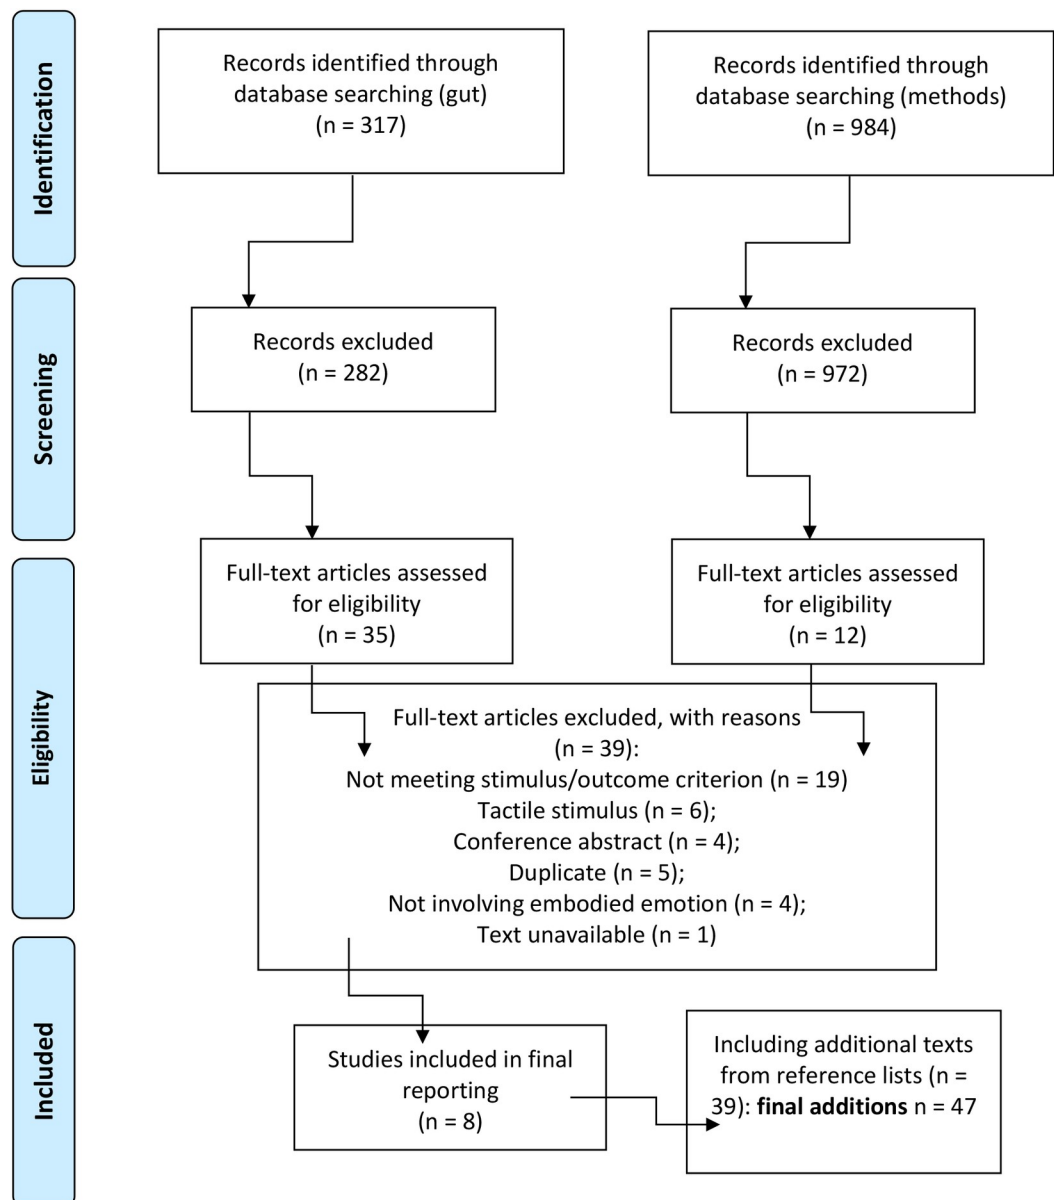 Identification
Records identified through
database searching (gut)
(n = 317)
Records identified through
database searching (methods)
(n = 984)
Screening
Records excluded
(n = 282)
Records excluded
(n = 972)
Eligibility
Full-text articles assessed
for eligibility
(n = 35)
Full-text articles assessed
for eligibility
(n = 12)
Full-text articles excluded, with reasons
(n = 39):
Not meeting stimulus/outcome criterion (n = 19)
Tactile stimulus (n = 6);
Conference abstract (n = 4);
Duplicate (n = 5);
Not involving embodied emotion (n = 4);
Text unavailable (n = 1)
Included
Studies included in final
reporting
(n = 8)
Including additional texts
from reference lists (n =
39): final additions n = 47